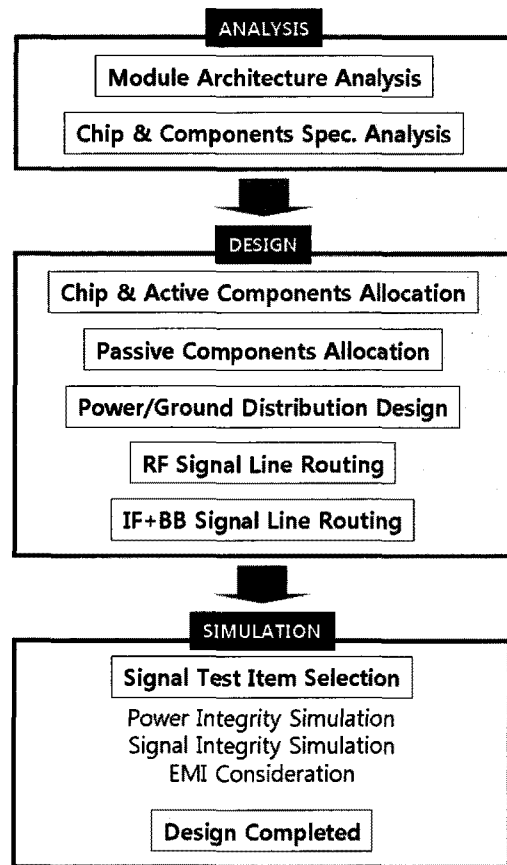 ANALYSIS
Module Architecture Analysis
Chip & Components Spec. Analysis
DESIGN
Chip & Active Components Allocation
Passive Components Allocation
Power/Ground Distribution Design
RF Signal Line Routing
IF+BB Signal Line Routing
SIMULATION
Signal Test Item Selection
Power Integrity Simulation
Signal Integrity Simulation
EMI Consideration
Design Completed